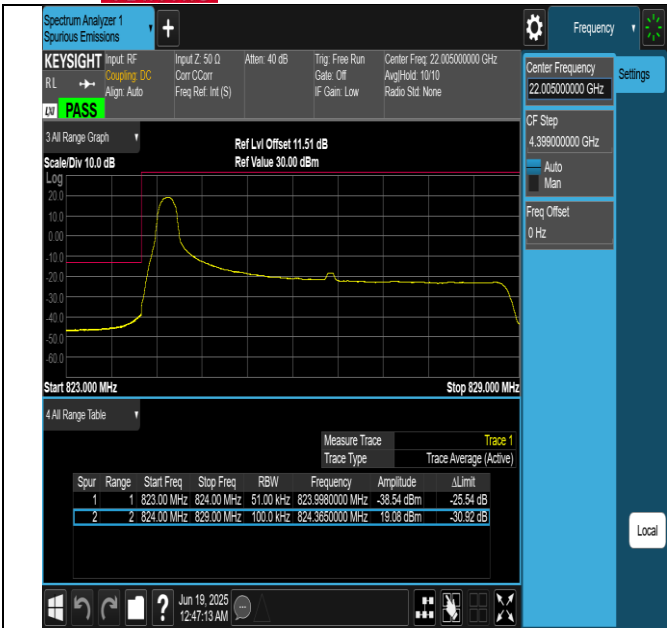 Spectrum Analyzer 1
Spurious Emissions
+
Frequency
KEYSIGHT
RL
LXI
PASS
Input: RF
Coupling: DC
Align: Auto
Input Z: 50 Ω
Corr CCorr
Freq Ref: Int (S)
Atten: 40 dB
Trig: Free Run
Gate: Off
IF Gain: Low
Center Freq: 22.005000000 GHz
Avg|Hold: 10/10
Radio Std: None
Center Frequency
22.005000000 GHz
Settings
CF Step
4.399000000 GHz
Auto
Man
Freq Offset
0 Hz
3 All Range Graph
Ref Lvl Offset 11.51 dB
Scale/Div 10.0 dB
Ref Value 30.00 dBm
Log
20.0
10.0
0.00
-10.0
-20.0
-30.0
-40.0
-50.0
-60.0
Start 823.000 MHz
Stop 829.000 MHz
4 All Range Table
Measure Trace Trace 1
Trace Type Trace Average (Active)
Spur Range Start Freq Stop Freq RBW Frequency Amplitude ΔLimit
1 1 823.00 MHz 824.00 MHz 51.00 kHz 823.9980000 MHz -38.54 dBm -25.54 dB
2 2 824.00 MHz 829.00 MHz 100.0 kHz 824.3650000 MHz 19.08 dBm -30.92 dB
Local
?
Jun 19, 2025
12:47:13 AM